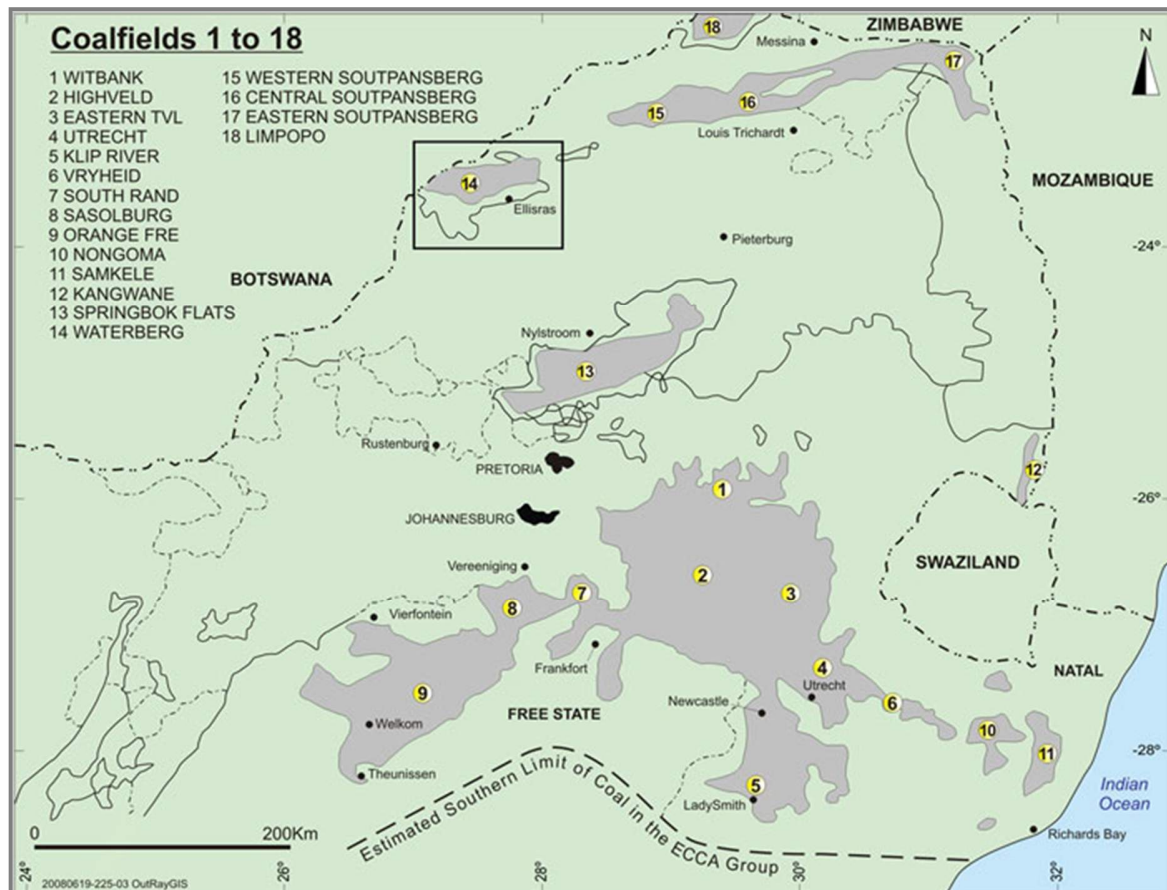 Coalfields 1 to 18
1 WITBANK
2 HIGHVELD
3 EASTERN TVL
4 UTRECHT
5 KLIP RIVER
6 VRYHEID
7 SOUTH RAND
8 SASOLBURG
9 ORANGE FRE
10 NONGOMA
11 SAMKELE
12 KANGWANE
13 SPRINGBOK FLATS
14 WATERBERG
15 WESTERN SOUTPANSBERG
16 CENTRAL SOUTPANSBERG
17 EASTERN SOUTPANSBERG
18 LIMPOPO
18
ZIMBABWE
N
Messina
17
16
15
Louis Trichardt
14
Ellisras
MOZAMBIQUE
Pieterburg
-24°
BOTSWANA
Nylstroom
13
Rustenburg
PRETORIA
12
1
-26°
JOHANNESBURG
SWAZILAND
Vereeniging
2
7
3
8
Vierfontein
Frankfort
4
Utrecht
NATAL
9
Newcastle
6
FREE STATE
Welkom
10
-28°
11
Theunissen
5
LadySmith
Indian
Ocean
Richards Bay
Estimated Southern Limit of Coal in the ECCA Group
0
200Km
20080619-225-03 OutRayGIS
24°
26°
28°
30°
32°